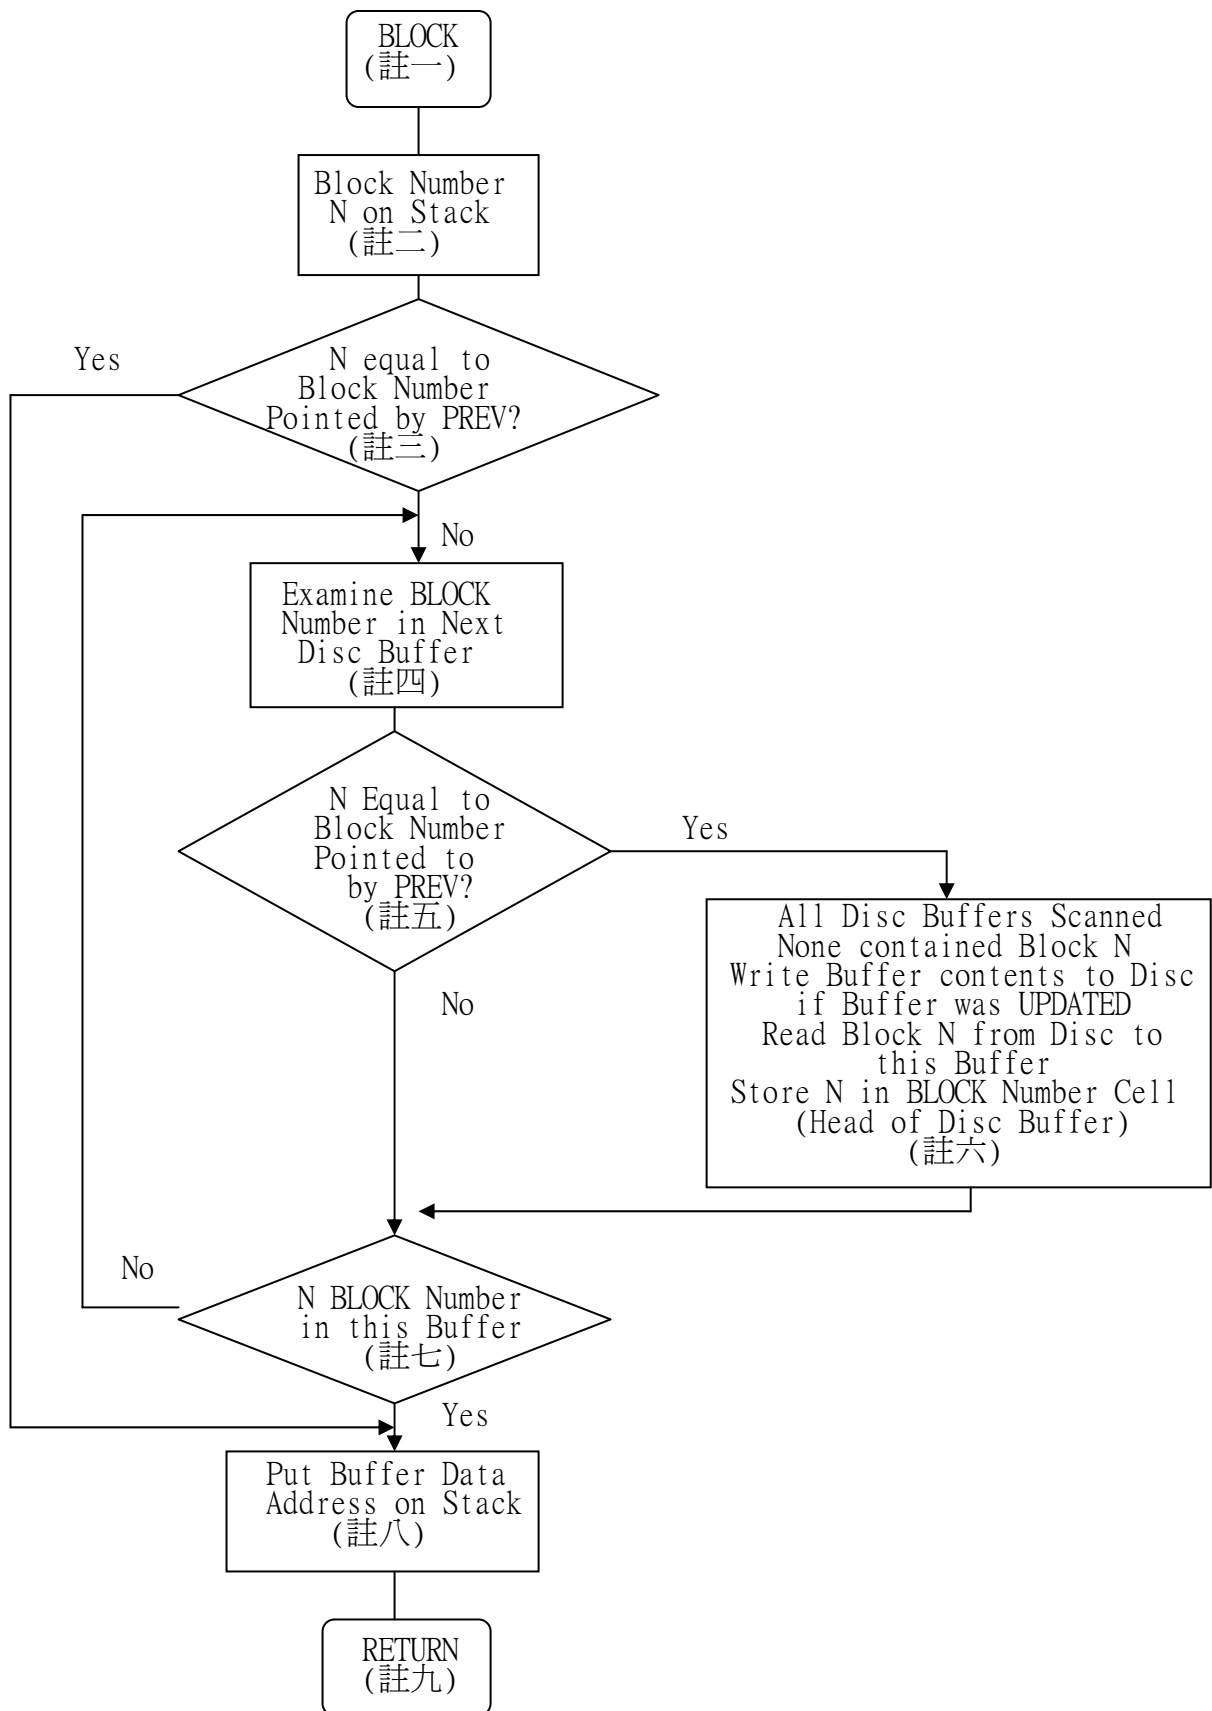 BLOCK
(註一)
Block Number
N on Stack
(註二)
Yes
N equal to
Block Number
Pointed by PREV?
(註三)
No
Examine BLOCK
Number in Next
Disc Buffer
(註四)
N Equal to
Block Number
Pointed to
by PREV?
(註五)
Yes
All Disc Buffers Scanned
None contained Block N
Write Buffer contents to Disc
if Buffer was UPDATED
Read Block N from Disc to
this Buffer
Store N in BLOCK Number Cell
(Head of Disc Buffer)
(註六)
No
No
N BLOCK Number
in this Buffer
(註七)
Yes
Put Buffer Data
Address on Stack
(註八)
RETURN
(註九)